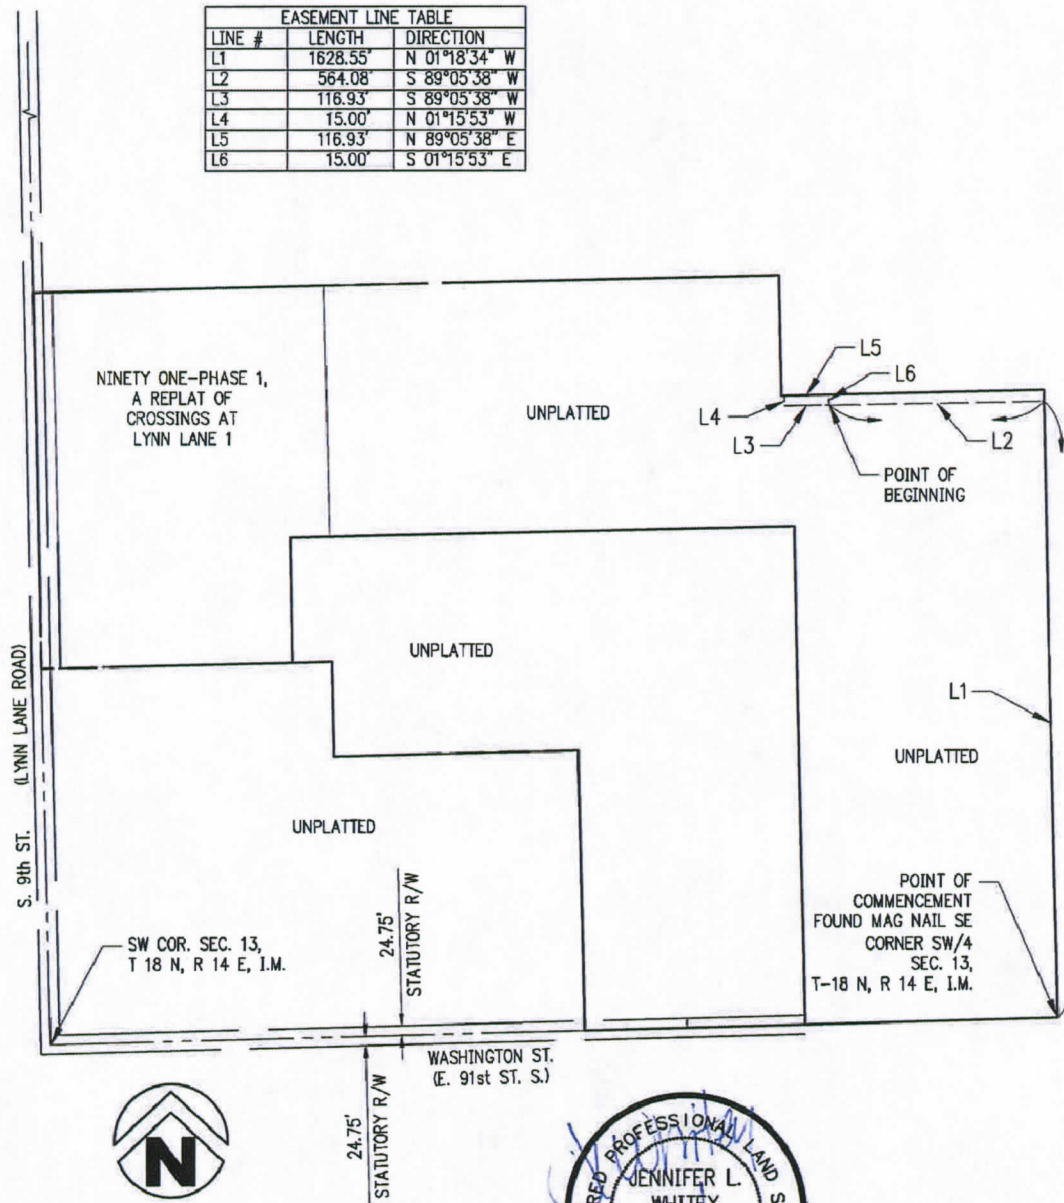 EASEMENT LINE TABLE
LINE # LENGTH DIRECTION
L1 1628.55' N 01°18'34" W
L2 564.08' S 89°05'38" W
L3 116.93' S 89°05'38" W
L4 15.00' N 01°15'53" W
L5 116.93' N 89°05'38" E
L6 15.00' S 01°15'53" E
NINETY ONE-PHASE 1,
A REPLAT OF
CROSSINGS AT
LYNN LANE 1
UNPLATTED
L5
L6
L4
L3
L2
POINT OF
BEGINNING
UNPLATTED
L1
UNPLATTED
UNPLATTED
S. 9th ST. (LYNN LANE ROAD)
24.75'
STATUTORY R/W
SW COR. SEC. 13,
T 18 N, R 14 E, I.M.
POINT OF
COMMENCEMENT
FOUND MAG NAIL SE
CORNER SW/4
SEC. 13,
T-18 N, R 14 E, I.M.
WASHINGTON ST.
(E. 91st ST. S.)
24.75'
STATUTORY R/W
N
PROFESSIONAL LAND
JENNIFER L.